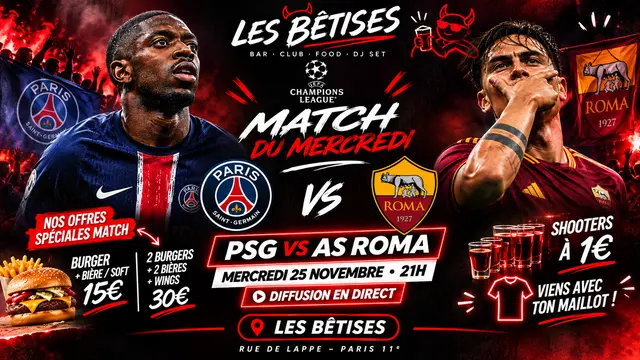 LES BÊTISES
BAR • CLUB • FOOD • DJ SET
CHAMPIONS
LEAGUE
MATCH
DU MERCREDI
PARIS
SAINT-GERMAIN
ROMA
1927
PARIS
SAINT-GERMAIN
VS
ROMA
1927
NOS OFFRES
SPÉCIALES MATCH
BURGER
+ BIÈRE / SOFT
15€
2 BURGERS
+ 2 BIÈRES
+ WINGS
30€
PSG VS AS ROMA
MERCREDI 25 NOVEMBRE • 21H
DIFFUSION EN DIRECT
SHOOTERS
À 1€
VIENS AVEC
TON MAILLOT !
LES BÊTISES
RUE DE LAPPE – PARIS 11e